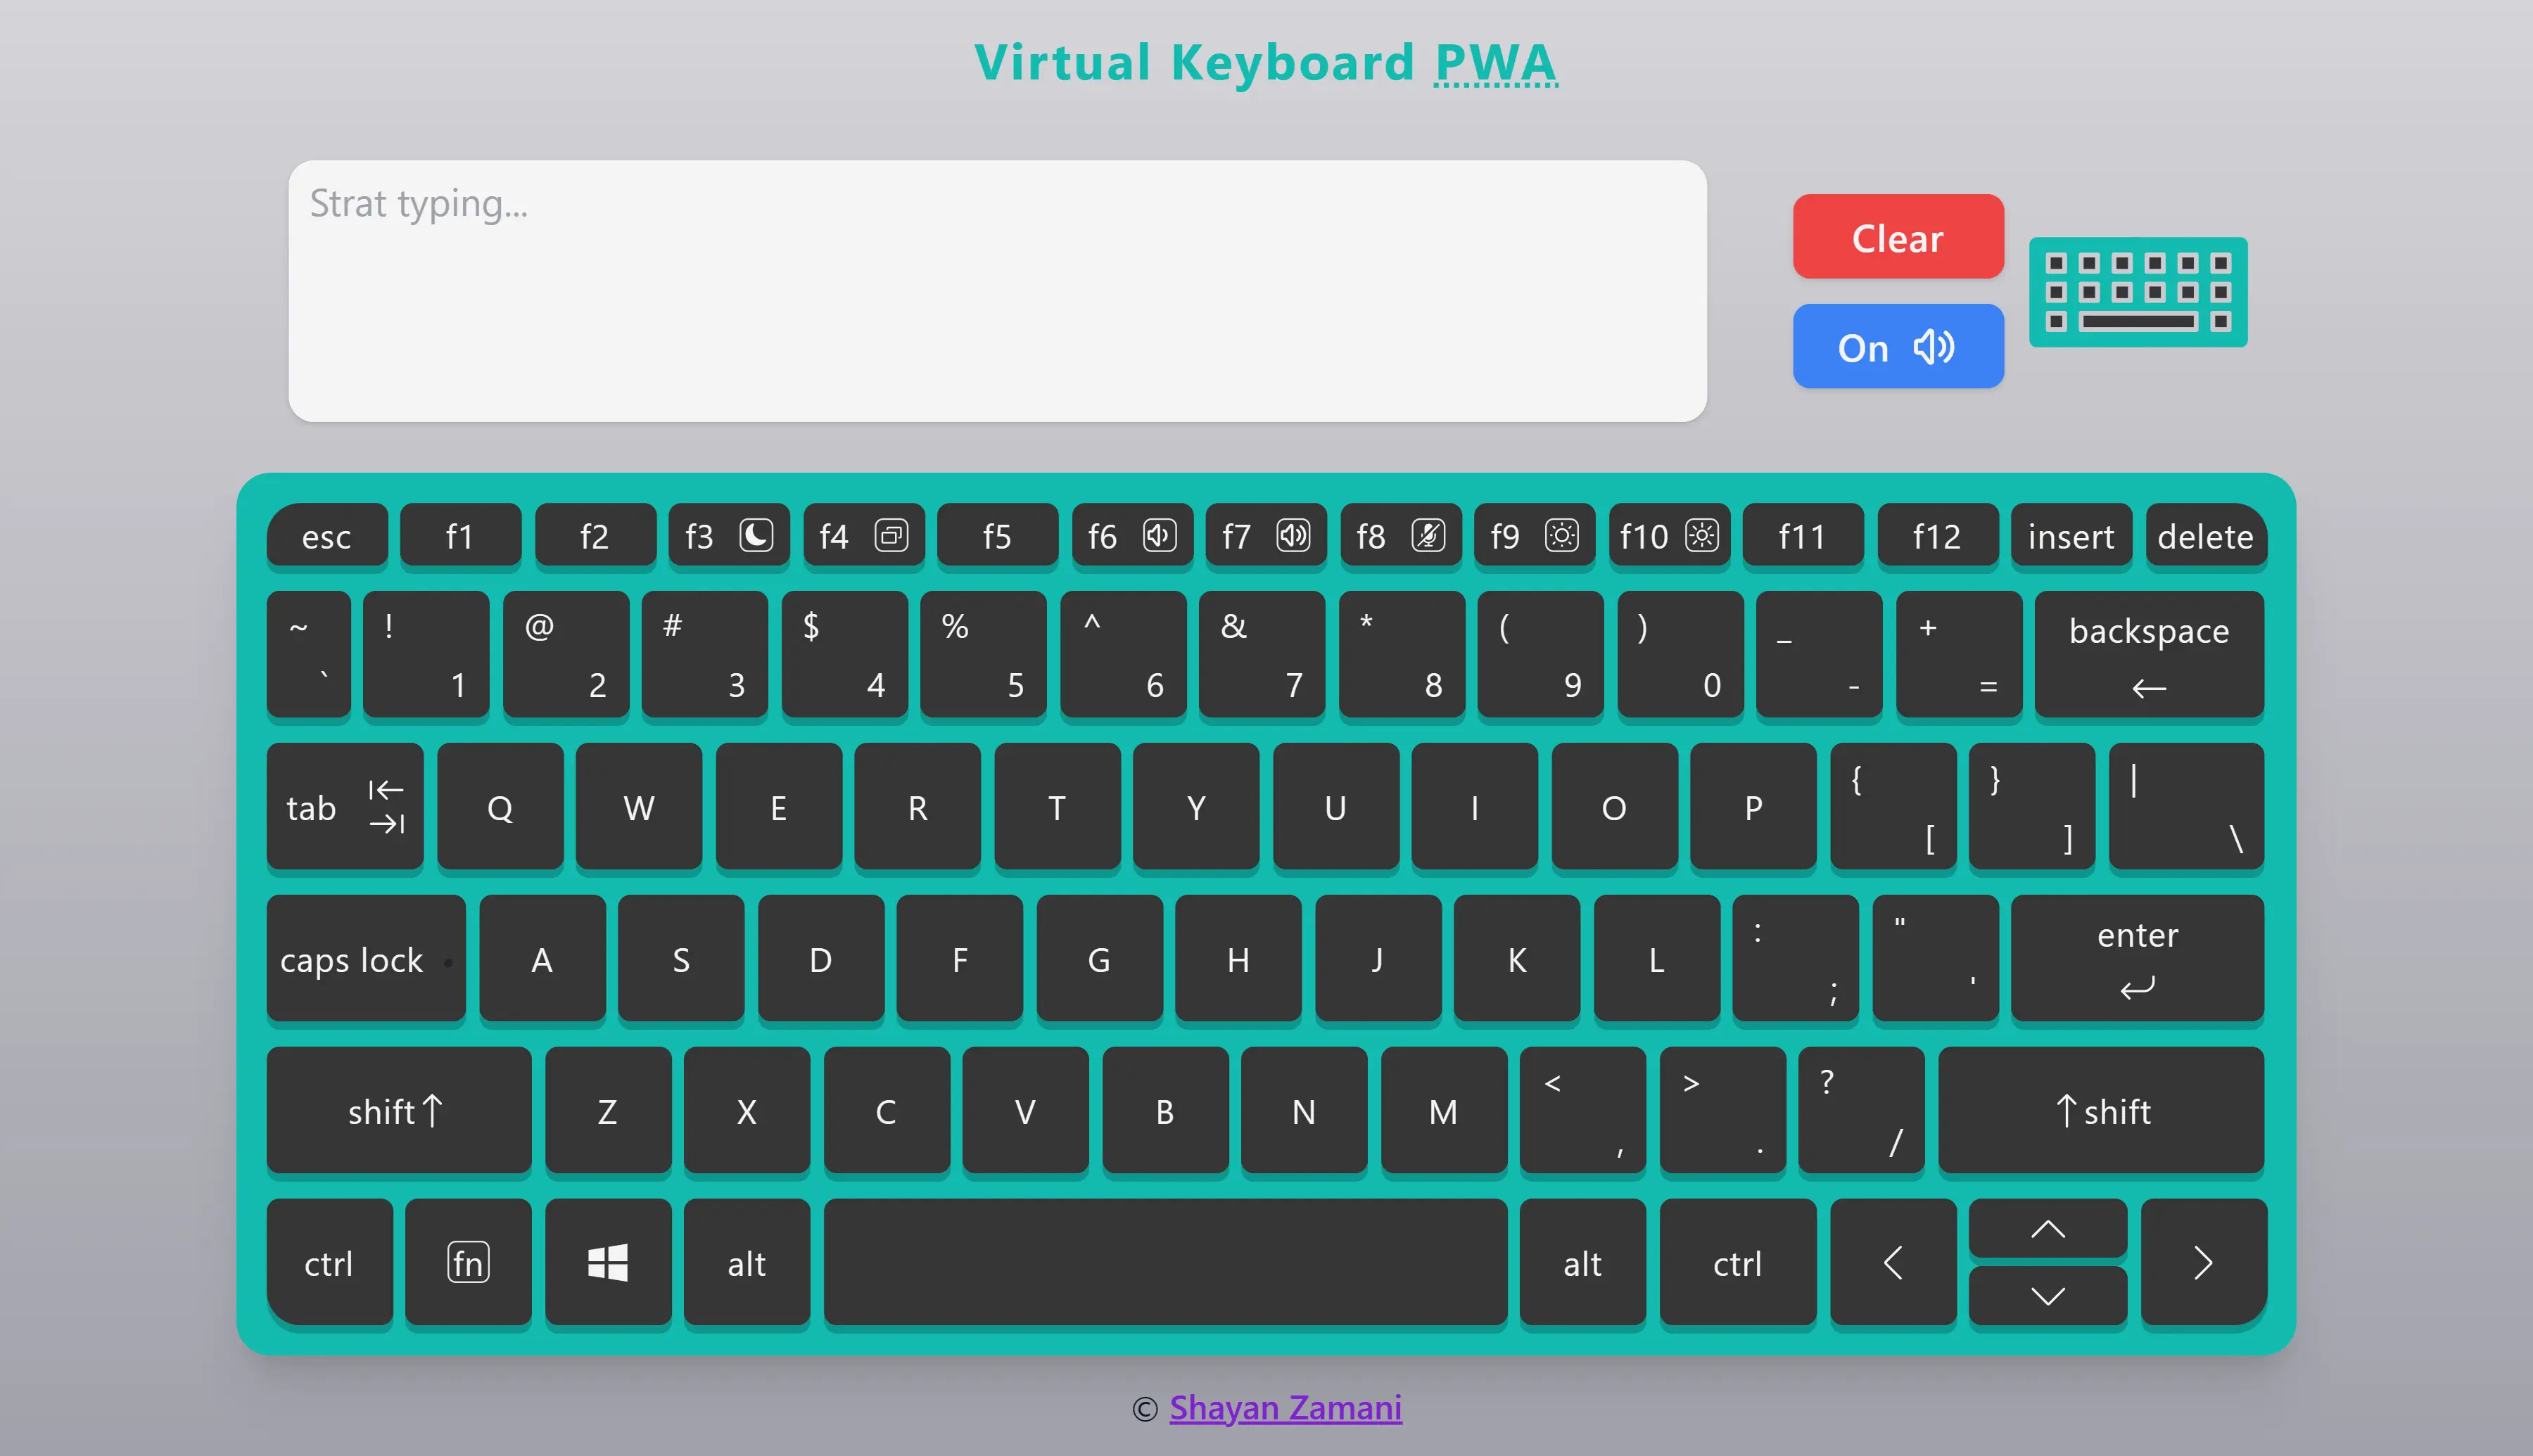 Virtual Keyboard PWA
Strat typing...
Clear
On
esc f1 f2 f3 f4 f5 f6 f7 f8 f9 f10 f11 f12 insert delete
~ ! @ # $ % ^ & * ( ) _ + backspace
` 1 2 3 4 5 6 7 8 9 0 - = ←
tab Q W E R T Y U I O P { [ } ] | \
caps lock A S D F G H J K L : ; " ' enter
shift↑ Z X C V B N M < , > . ? / ↑shift
ctrl fn alt alt ctrl
© Shayan Zamani